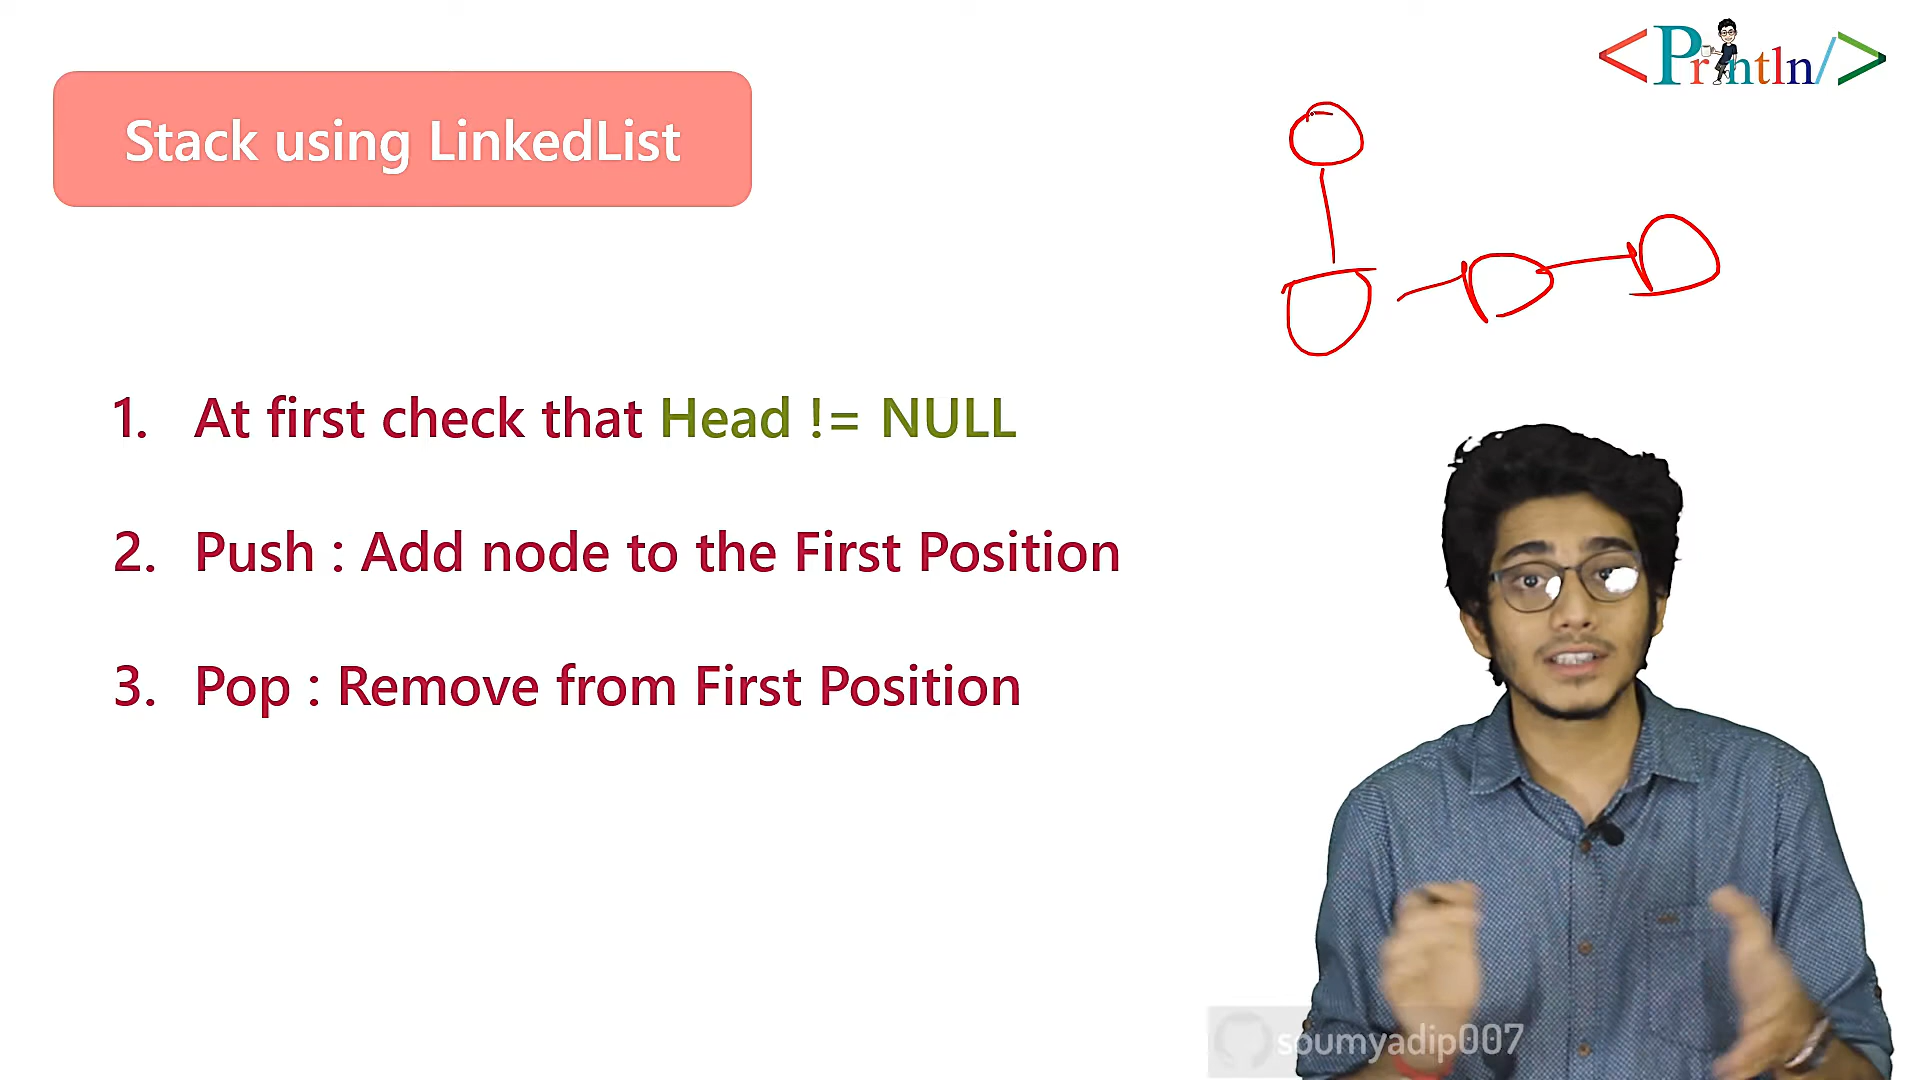 <Println/>
Stack using LinkedList
1. At first check that Head != NULL
2. Push : Add node to the First Position
3. Pop : Remove from First Position
soumyadip007